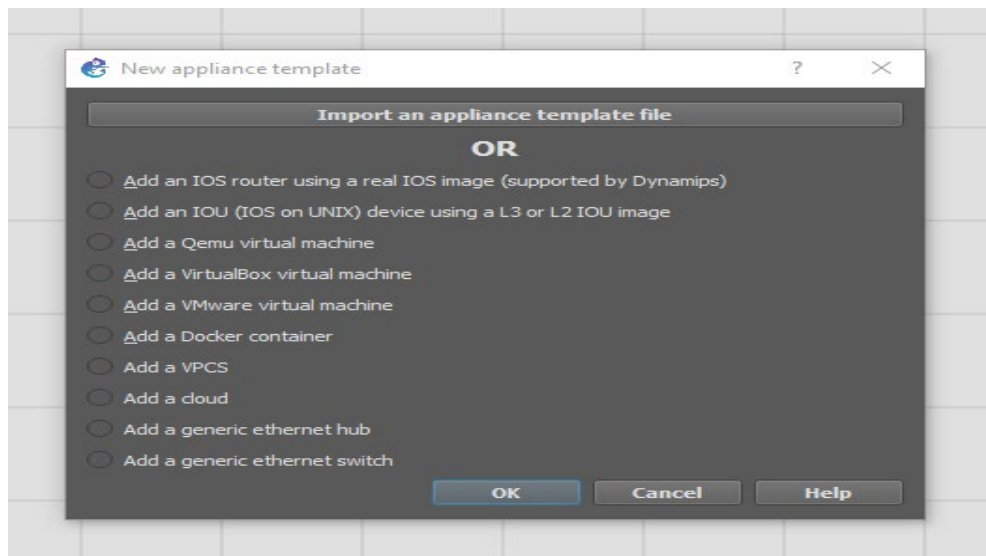 New appliance template ?
Import an appliance template file
OR
Add an IOS router using a real IOS image (supported by Dynamips)
Add an IOU (IOS on UNIX) device using a L3 or L2 IOU image
Add a Qemu virtual machine
Add a VirtualBox virtual machine
Add a VMware virtual machine
Add a Docker container
Add a VPCS
Add a cloud
Add a generic ethernet hub
Add a generic ethernet switch
OK Cancel Help